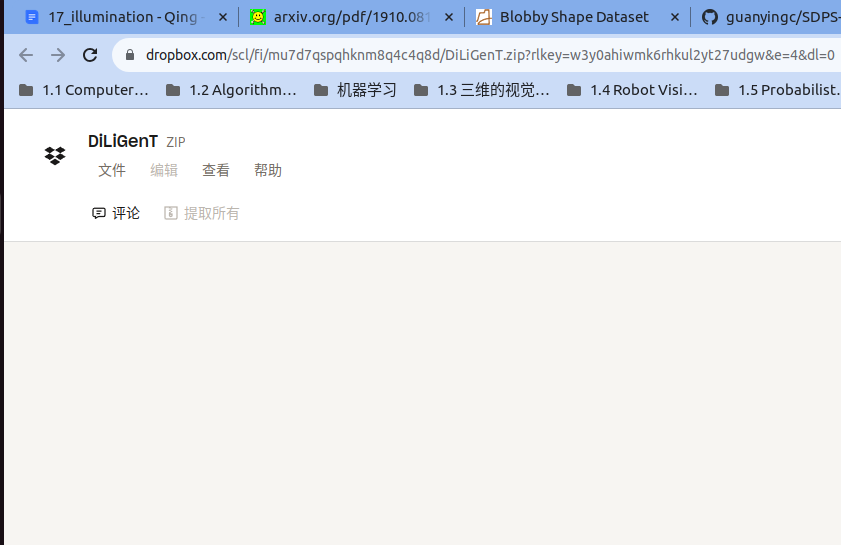 17_illumination - Qing - arxiv.org/pdf/1910.081 Blobby Shape Dataset guanyingc/SDPS-
dropbox.com/scl/fi/mu7d7qspqhknm8q4c4q8d/DiLiGenT.zip?rlkey=w3y0ahiwmk6rhkul2yt27udgw&e=4&dl=0
1.1 Computer... 1.2 Algorithm... 机器学习 1.3 三维的视觉... 1.4 Robot Visi... 1.5 Probabilist.
DiLiGenT ZIP
文件 编辑 查看 帮助
评论 提取所有